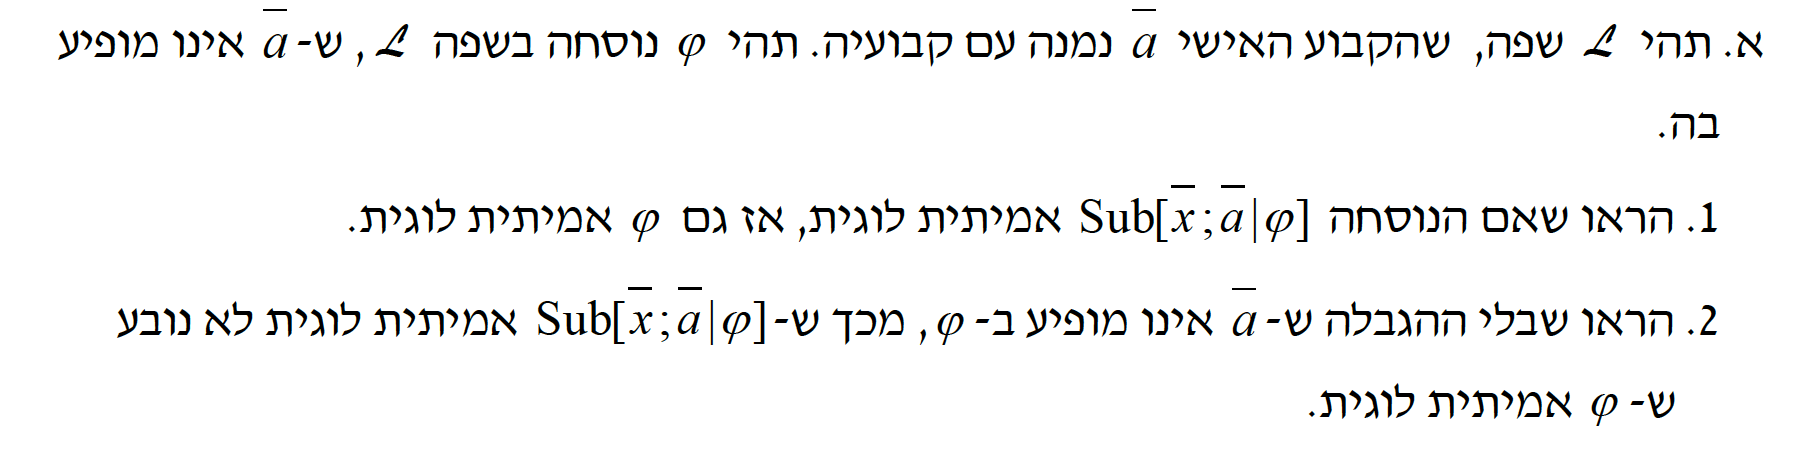 א. תהי ℒ שפה, שהקבוע האישי a̅ נמנה עם קבועיה. תהי φ נוסחה בשפה ℒ, ש-a̅ אינו מופיע
בה.
1. הראו שאם הנוסחה Sub[x̅;a̅|φ] אמיתית לוגית, אז גם φ אמיתית לוגית.
2. הראו שבלי ההגבלה ש-a̅ אינו מופיע ב-φ, מכך ש-Sub[x̅;a̅|φ] אמיתית לוגית לא נובע
ש-φ אמיתית לוגית.